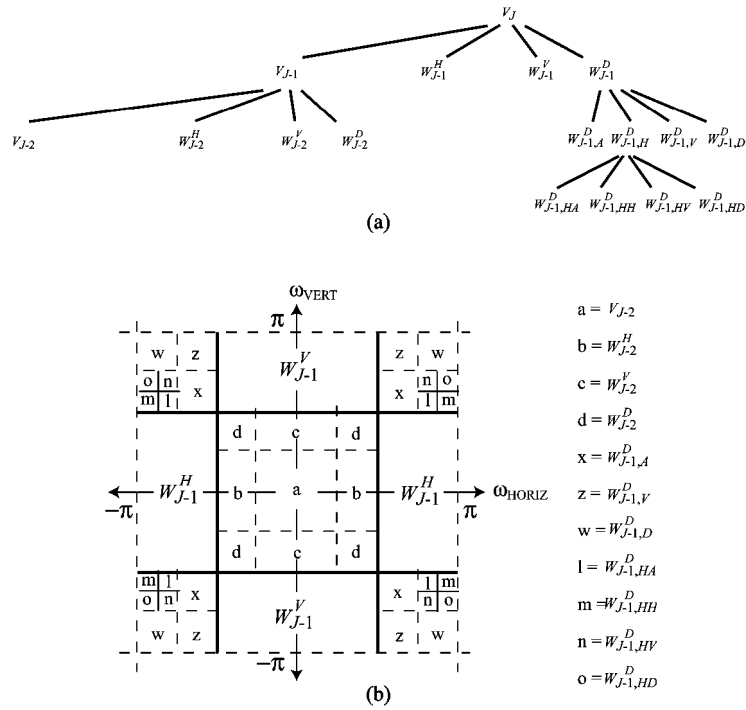 V_J
V_{J-1} W^H_{J-1} W^V_{J-1} W^D_{J-1}
V_{J-2} W^H_{J-2} W^V_{J-2} W^D_{J-2} W^D_{J-1,A} W^D_{J-1,H} W^D_{J-1,V} W^D_{J-1,D}
W^D_{J-1,HA} W^D_{J-1,HH} W^D_{J-1,HV} W^D_{J-1,HD}
(a)
ω_VERT
π
w z W^V_{J-1} z w
o n x x n o
m l l m
d c d
−π W^H_{J-1} b a b W^H_{J-1} π ω_HORIZ
d c d
m l x x l m
o n n o
w z W^V_{J-1} z w
−π
(b)
a = V_{J-2}
b = W^H_{J-2}
c = W^V_{J-2}
d = W^D_{J-2}
x = W^D_{J-1,A}
z = W^D_{J-1,V}
w = W^D_{J-1,D}
l = W^D_{J-1,HA}
m = W^D_{J-1,HH}
n = W^D_{J-1,HV}
o = W^D_{J-1,HD}